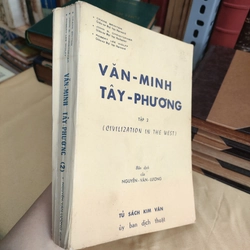 VĂN-MINH
TÂY-PHƯƠNG
TẬP 2
(CIVILIZATION IN THE WEST)
Bản dịch
của
NGUYỄN-VĂN-LƯƠNG
TỦ SÁCH KIM VĂN
ủy ban dịch thuật
VĂN-MINH TÂY PHƯƠNG (2)